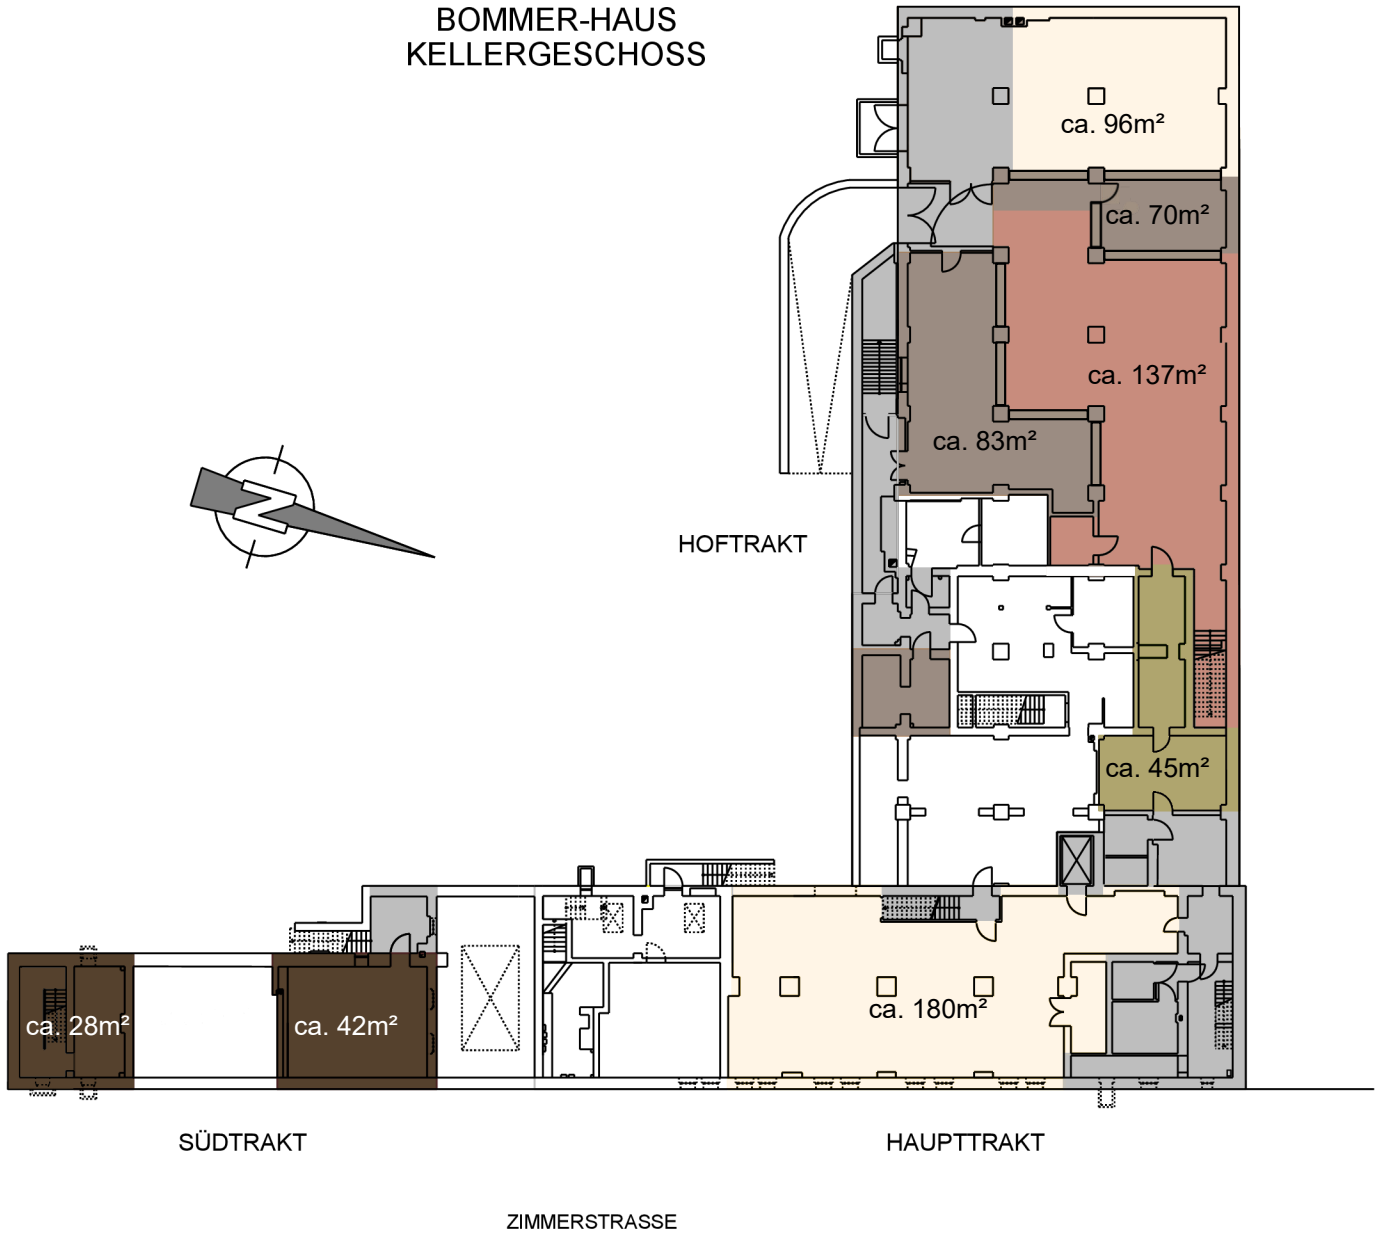 BOMMER-HAUS
KELLERGESCHOSS
ca. 96m²
ca. 70m²
ca. 137m²
ca. 83m²
HOFTRAKT
ca. 45m²
ca. 180m²
ca. 28m²
ca. 42m²
SÜDTRAKT
HAUPTTRAKT
ZIMMERSTRASSE